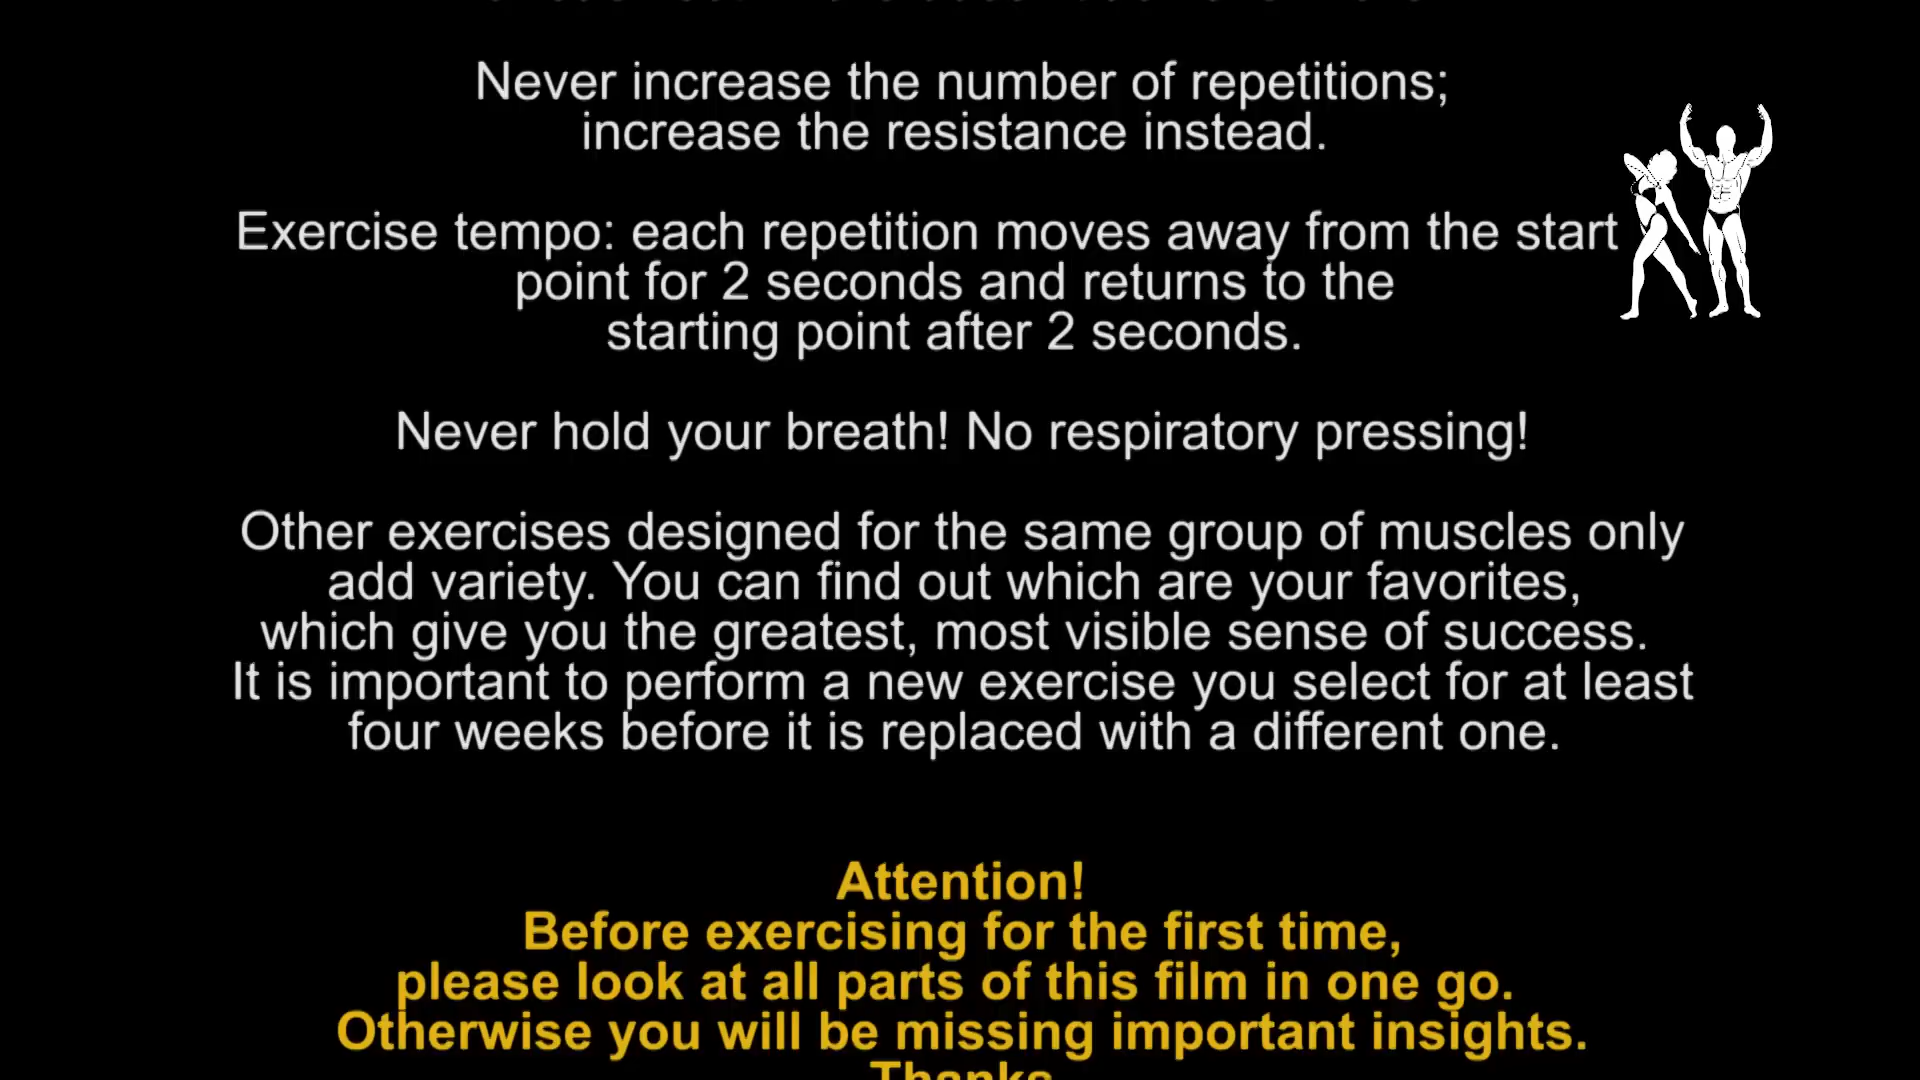 Never increase the number of repetitions;
increase the resistance instead.
Exercise tempo: each repetition moves away from the start
point for 2 seconds and returns to the
starting point after 2 seconds.
Never hold your breath! No respiratory pressing!
Other exercises designed for the same group of muscles only
add variety. You can find out which are your favorites,
which give you the greatest, most visible sense of success.
It is important to perform a new exercise you select for at least
four weeks before it is replaced with a different one.
Attention!
Before exercising for the first time,
please look at all parts of this film in one go.
Otherwise you will be missing important insights.
Thanks